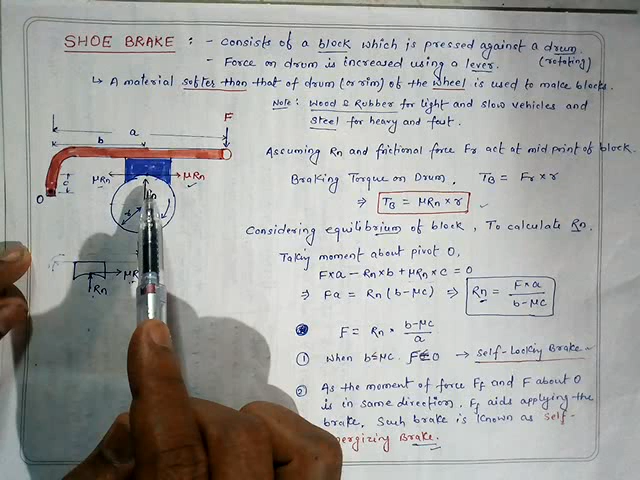 SHOE BRAKE : - Consists of a block which is pressed against a drum.
- Force on drum is increased using a lever. (rotating)
↳ A material softer than that of drum (or rim) of the wheel is used to make blocks.
Note: Wood & Rubber for light and slow vehicles and
steel for heavy and fast.
F
a
b
c
O
μRn
μRn
r
Rn
Rn
Assuming Rn and frictional force Fr act at mid point of block.
Braking Torque on Drum, TB = Fr × r
⇒ TB = μRn × r
Considering equilibrium of block, To calculate Rn.
Taking moment about pivot O,
F×a - Rn×b + μRn×c = 0
⇒ Fa = Rn (b-μc) ⇒ Rn = F×a / b-μc
F = Rn × b-μc / a
① When b≤μc. F≤0 → Self-Locking Brake.
② As the moment of force Ff and F about O
is in same direction, Ff aids applying the
brake. Such brake is known as Self-
Brake.